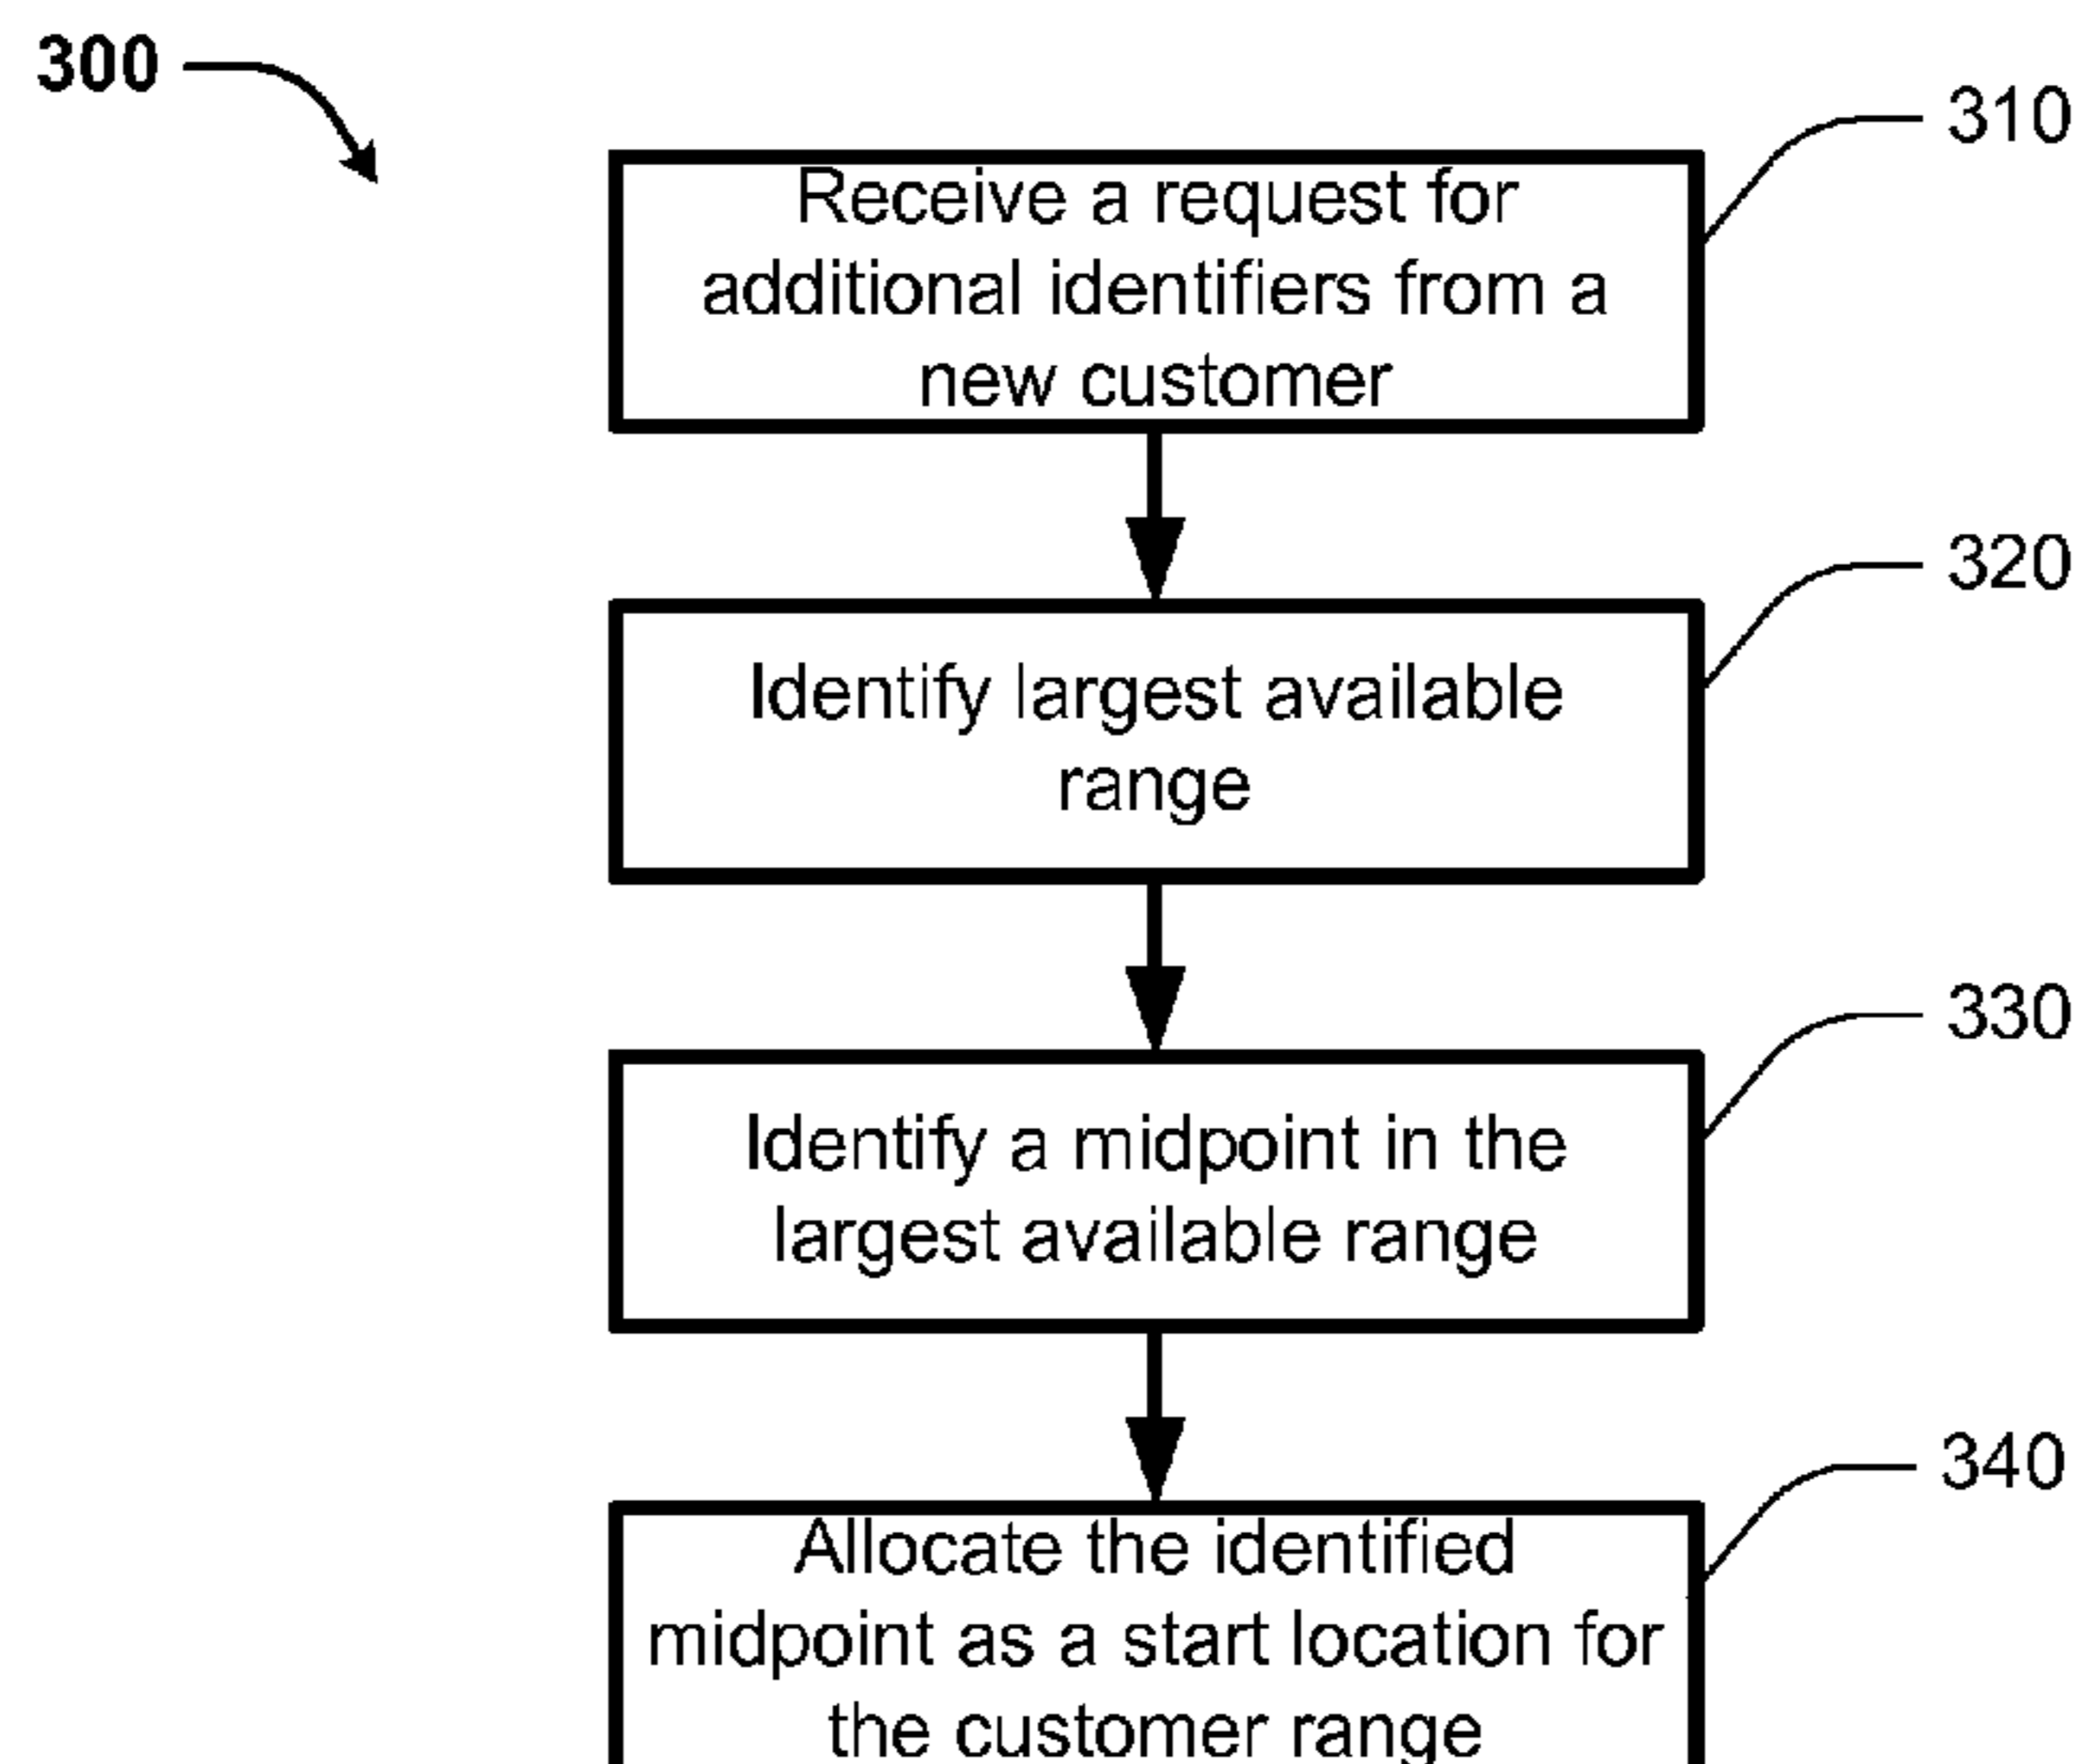 300
310
Receive a request for
additional identifiers from a
new customer
320
Identify largest available
range
330
Identify a midpoint in the
largest available range
340
Allocate the identified
midpoint as a start location for
the customer range